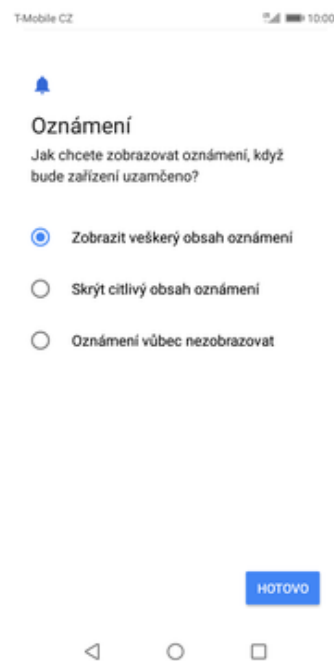 T-Mobile CZ
10:00
Oznámení
Jak chcete zobrazovat oznámení, když
bude zařízení uzamčeno?
Zobrazit veškerý obsah oznámení
Skrýt citlivý obsah oznámení
Oznámení vůbec nezobrazovat
HOTOVO